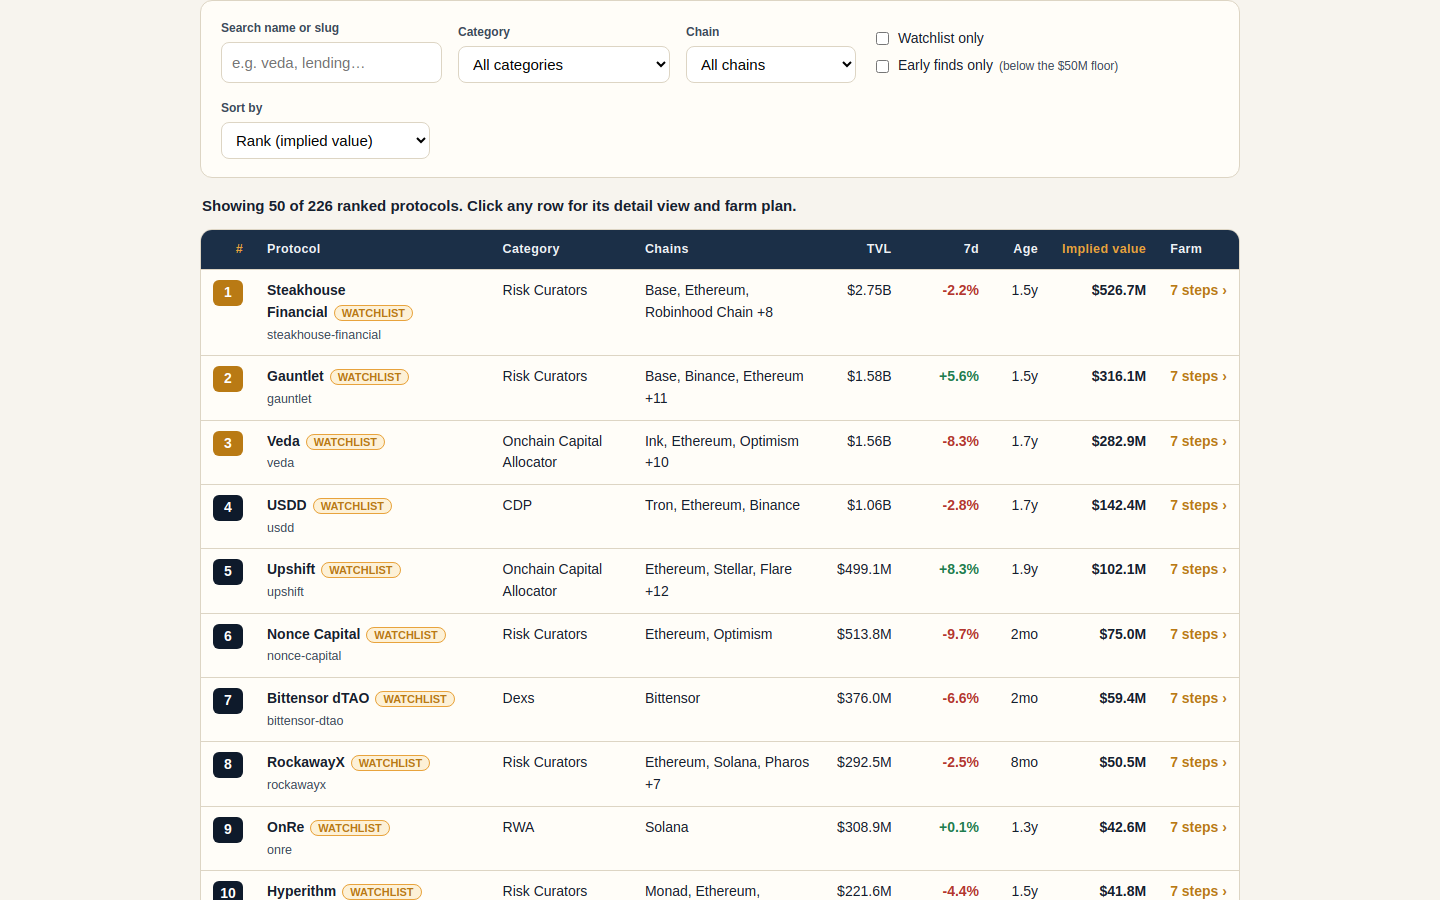 Search name or slug
e.g. veda, lending…
Category
All categories
Chain
All chains
Watchlist only
Early finds only (below the $50M floor)
Sort by
Rank (implied value)
Showing 50 of 226 ranked protocols. Click any row for its detail view and farm plan.
# Protocol Category Chains TVL 7d Age Implied value Farm
1 Steakhouse Risk Curators Base, Ethereum, $2.75B -2.2% 1.5y $526.7M 7 steps ›
Financial WATCHLIST Robinhood Chain +8
steakhouse-financial
2 Gauntlet WATCHLIST Risk Curators Base, Binance, Ethereum $1.58B +5.6% 1.5y $316.1M 7 steps ›
gauntlet +11
3 Veda WATCHLIST Onchain Capital Ink, Ethereum, Optimism $1.56B -8.3% 1.7y $282.9M 7 steps ›
veda Allocator +10
4 USDD WATCHLIST CDP Tron, Ethereum, Binance $1.06B -2.8% 1.7y $142.4M 7 steps ›
usdd
5 Upshift WATCHLIST Onchain Capital Ethereum, Stellar, Flare $499.1M +8.3% 1.9y $102.1M 7 steps ›
upshift Allocator +12
6 Nonce Capital WATCHLIST Risk Curators Ethereum, Optimism $513.8M -9.7% 2mo $75.0M 7 steps ›
nonce-capital
7 Bittensor dTAO WATCHLIST Dexs Bittensor $376.0M -6.6% 2mo $59.4M 7 steps ›
bittensor-dtao
8 RockawayX WATCHLIST Risk Curators Ethereum, Solana, Pharos $292.5M -2.5% 8mo $50.5M 7 steps ›
rockawayx +7
9 OnRe WATCHLIST RWA Solana $308.9M +0.1% 1.3y $42.6M 7 steps ›
onre
10 Hyperithm WATCHLIST Risk Curators Monad, Ethereum, $221.6M -4.4% 1.5y $41.8M 7 steps ›